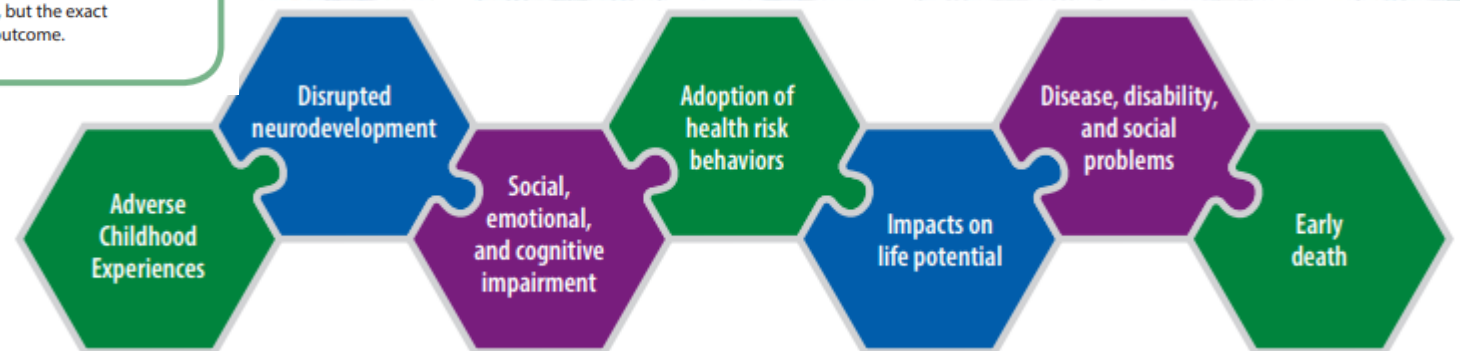 , but the exact
outcome.
Adverse
Childhood
Experiences
Disrupted
neurodevelopment
Social,
emotional,
and cognitive
impairment
Adoption of
health risk
behaviors
Impacts on
life potential
Disease, disability,
and social
problems
Early
death